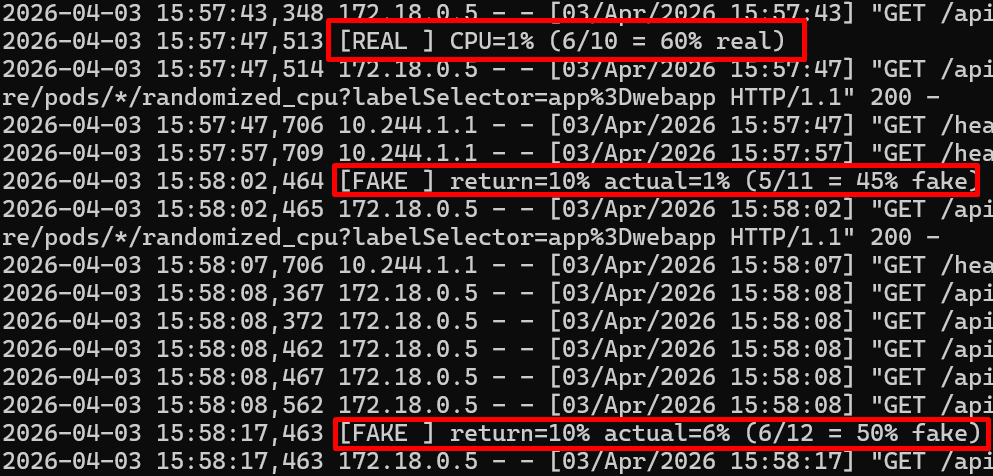 2026-04-03 15:57:43,348 172.18.0.5 - - [03/Apr/2026 15:57:43] "GET /api
2026-04-03 15:57:47,513 [REAL ] CPU=1% (6/10 = 60% real)
2026-04-03 15:57:47,514 172.18.0.5 - - [03/Apr/2026 15:57:47] "GET /api
re/pods/*/randomized_cpu?labelSelector=app%3Dwebapp HTTP/1.1" 200 -
2026-04-03 15:57:47,706 10.244.1.1 - - [03/Apr/2026 15:57:47] "GET /hea
2026-04-03 15:57:57,709 10.244.1.1 - - [03/Apr/2026 15:57:57] "GET /hea
2026-04-03 15:58:02,464 [FAKE ] return=10% actual=1% (5/11 = 45% fake)
2026-04-03 15:58:02,465 172.18.0.5 - - [03/Apr/2026 15:58:02] "GET /api
re/pods/*/randomized_cpu?labelSelector=app%3Dwebapp HTTP/1.1" 200 -
2026-04-03 15:58:07,706 10.244.1.1 - - [03/Apr/2026 15:58:07] "GET /hea
2026-04-03 15:58:08,367 172.18.0.5 - - [03/Apr/2026 15:58:08] "GET /api
2026-04-03 15:58:08,372 172.18.0.5 - - [03/Apr/2026 15:58:08] "GET /api
2026-04-03 15:58:08,462 172.18.0.5 - - [03/Apr/2026 15:58:08] "GET /api
2026-04-03 15:58:08,467 172.18.0.5 - - [03/Apr/2026 15:58:08] "GET /api
2026-04-03 15:58:08,562 172.18.0.5 - - [03/Apr/2026 15:58:08] "GET /api
2026-04-03 15:58:17,463 [FAKE ] return=10% actual=6% (6/12 = 50% fake)
2026-04-03 15:58:17,463 172.18.0.5 - - [03/Apr/2026 15:58:17] "GET /api